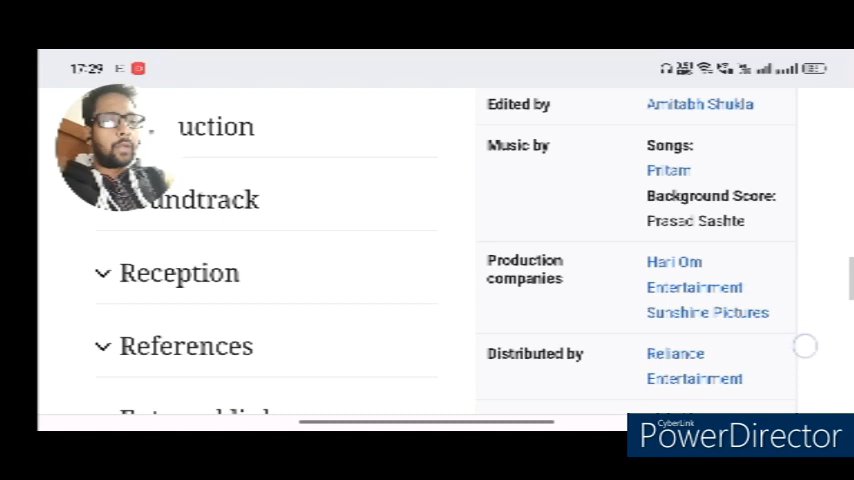 17:29
uction
undtrack
Reception
References
Edited by
Amitabh Shukla
Music by
Songs:
Pritam
Background Score:
Prasad Sashte
Production
companies
Hari Om
Entertainment
Sunshine Pictures
Distributed by
Reliance
Entertainment
CyberLink
PowerDirector